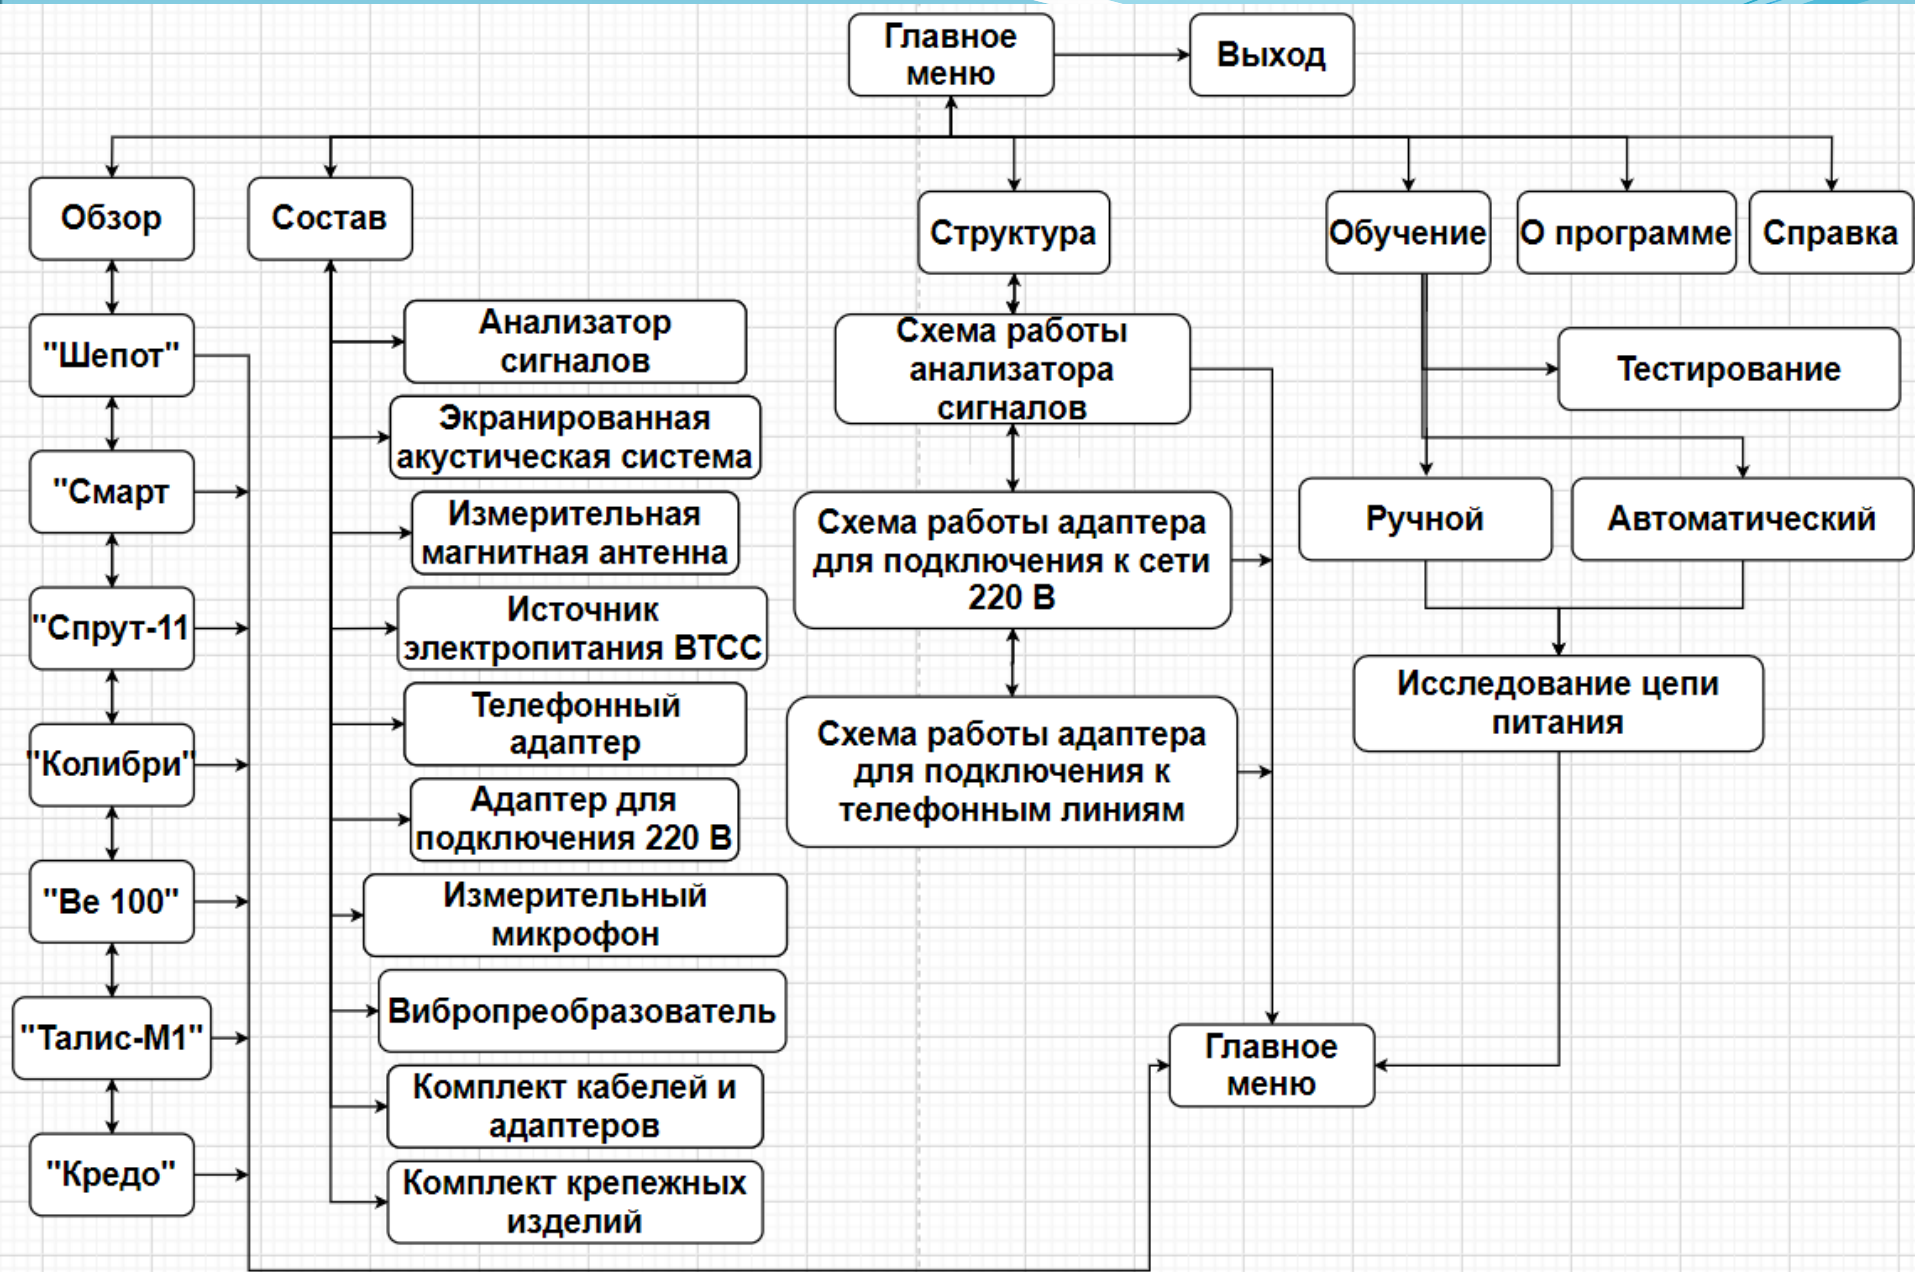 Главное
меню
Выход
Обзор
Состав
Структура
Обучение
О программе
Справка
"Шепот"
"Смарт
"Спрут-11
"Колибри"
"Ве 100"
"Талис-М1"
"Кредо"
Анализатор
сигналов
Экранированная
акустическая система
Измерительная
магнитная антенна
Источник
электропитания ВТСС
Телефонный
адаптер
Адаптер для
подключения 220 В
Измерительный
микрофон
Вибропреобразователь
Комплект кабелей и
адаптеров
Комплект крепежных
изделий
Схема работы
анализатора
сигналов
Схема работы адаптера
для подключения к сети
220 В
Схема работы адаптера
для подключения к
телефонным линиям
Тестирование
Ручной
Автоматический
Исследование цепи
питания
Главное
меню